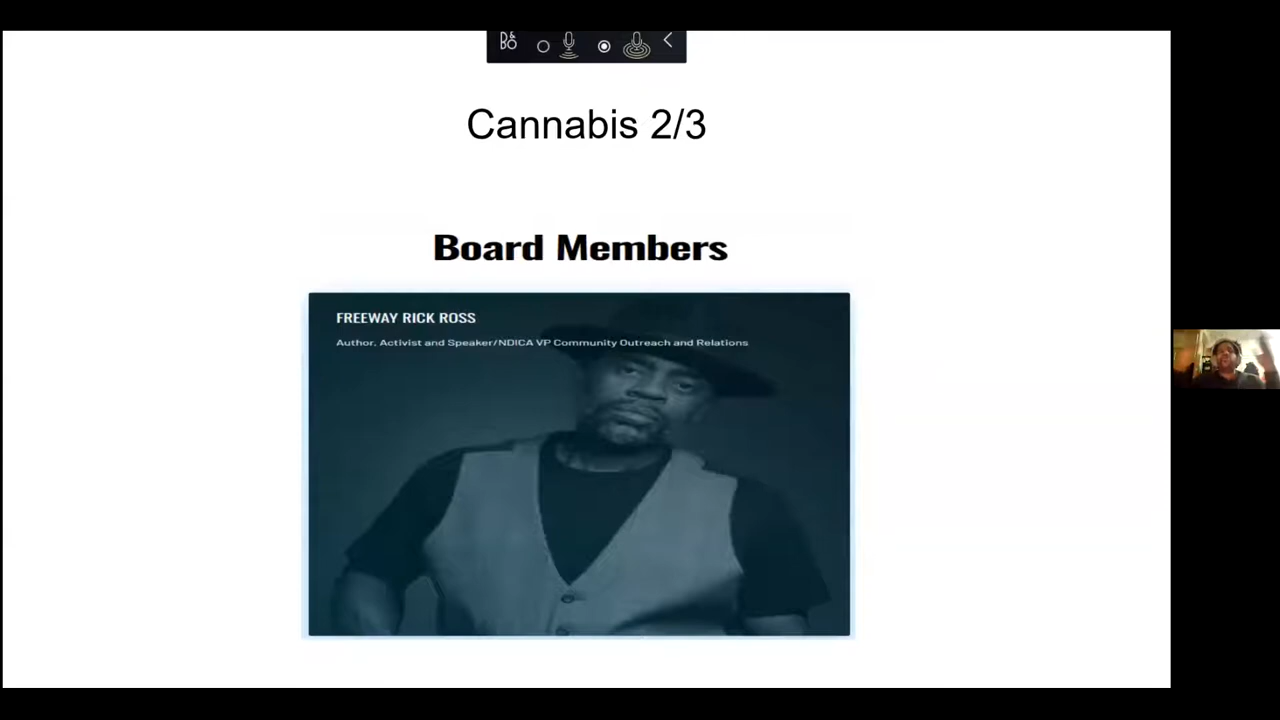 B&O
Cannabis 2/3
Board Members
FREEWAY RICK ROSS
Author, Activist and Speaker/NDICA VP Community Outreach and Relations